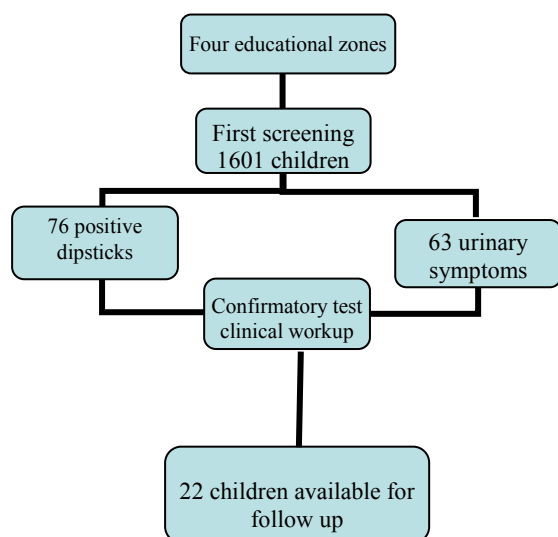 Four educational zones
First screening
1601 children
76 positive
dipsticks
63 urinary
symptoms
Confirmatory test
clinical workup
22 children available for
follow up